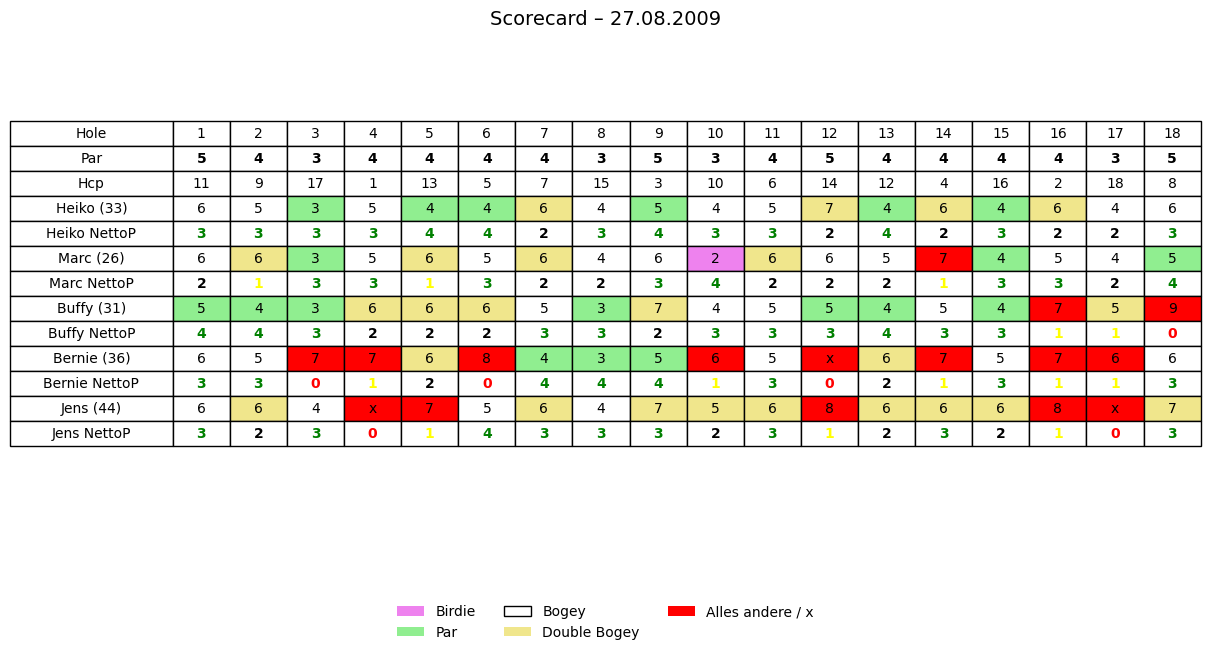 Scorecard – 27.08.2009
Hole 1 2 3 4 5 6 7 8 9 10 11 12 13 14 15 16 17 18
Par 5 4 3 4 4 4 4 3 5 3 4 5 4 4 4 4 3 5
Hcp 11 9 17 1 13 5 7 15 3 10 6 14 12 4 16 2 18 8
Heiko (33) 6 5 3 5 4 4 6 4 5 4 5 7 4 6 4 6 4 6
Heiko NettoP 3 3 3 3 4 4 2 3 4 3 3 2 4 2 3 2 2 3
Marc (26) 6 6 3 5 6 5 6 4 6 2 6 6 5 7 4 5 4 5
Marc NettoP 2 1 3 3 1 3 2 2 3 4 2 2 2 1 3 3 2 4
Buffy (31) 5 4 3 6 6 6 5 3 7 4 5 5 4 5 4 7 5 9
Buffy NettoP 4 4 3 2 2 2 3 3 2 3 3 3 4 3 3 1 1 0
Bernie (36) 6 5 7 7 6 8 4 3 5 6 5 x 6 7 5 7 6 6
Bernie NettoP 3 3 0 1 2 0 4 4 4 1 3 0 2 1 3 1 1 3
Jens (44) 6 6 4 x 7 5 6 4 7 5 6 8 6 6 6 8 x 7
Jens NettoP 3 2 3 0 1 4 3 3 3 2 3 1 2 3 2 1 0 3
Birdie Bogey Alles andere / x
Par Double Bogey